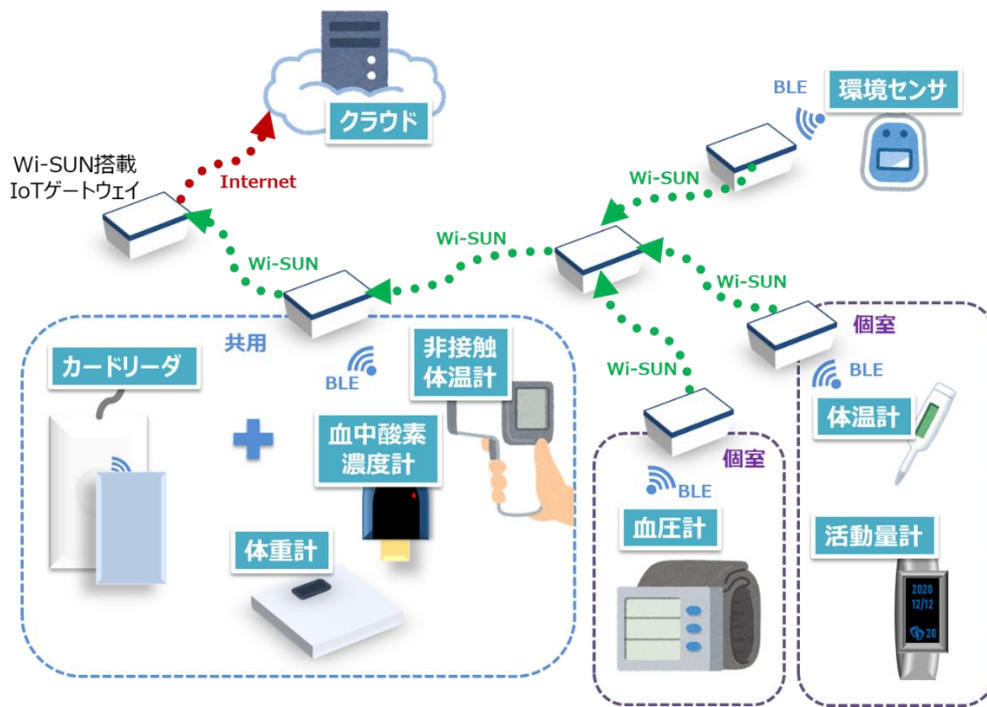 クラウド
BLE
環境センサ
Wi-SUN搭載
IoTゲートウェイ
Internet
Wi-SUN
Wi-SUN
Wi-SUN
Wi-SUN
Wi-SUN
共用
カードリーダ
BLE
非接触
体温計
血中酸素
濃度計
体重計
個室
BLE
血圧計
個室
BLE
体温計
活動量計
2020
12/12
20